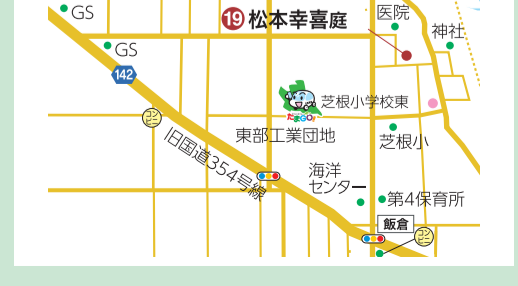 GS
⑲ 松本幸喜庭
医院
神社
GS
142
コンビニ
たまGO!
芝根小学校東
東部工業団地
芝根小
旧国道354号線
海洋
センター
第4保育所
飯倉
コンビニ